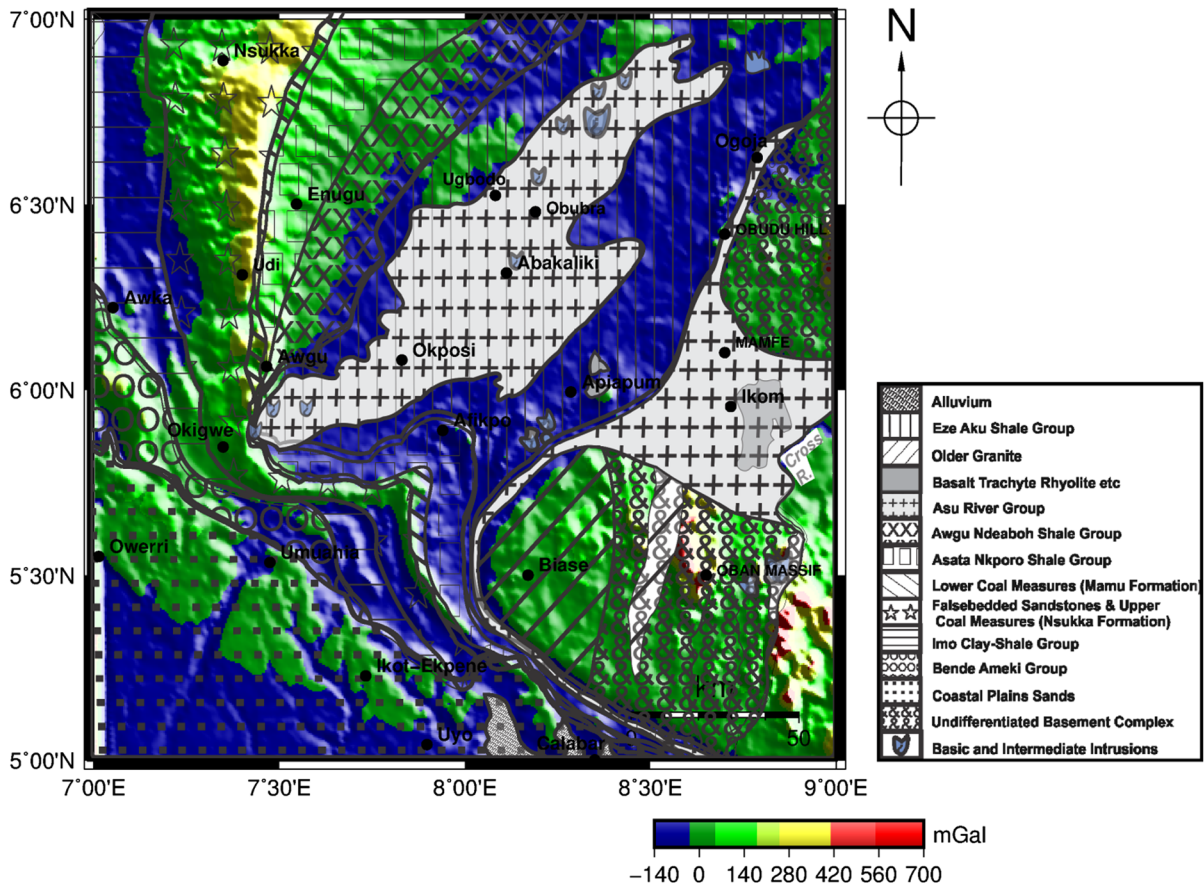 7°00'N
N
Nsukka
Ogoja
6°30'N
Enugu
Ugbodo
Obubra
OBUDU HILL
Udi
Abakaliki
Awka
Awgu
Okposi
MAMFE
6°00'N
Apiapum
Ikom
Okigwe
Afikpo
Cross
R.
Owerri
Umuahia
Biase
OBAN MASSIF
5°30'N
Ikot-Ekpene
km
Uyo
Calabar
50
5°00'N
7°00'E
7°30'E
8°00'E
8°30'E
9°00'E
Alluvium
Eze Aku Shale Group
Older Granite
Basalt Trachyte Rhyolite etc
Asu River Group
Awgu Ndeaboh Shale Group
Asata Nkporo Shale Group
Lower Coal Measures (Mamu Formation)
Falsebedded Sandstones & Upper
Coal Measures (Nsukka Formation)
Imo Clay-Shale Group
Bende Ameki Group
Coastal Plains Sands
Undifferentiated Basement Complex
Basic and Intermediate Intrusions
mGal
−140 0 140 280 420 560 700